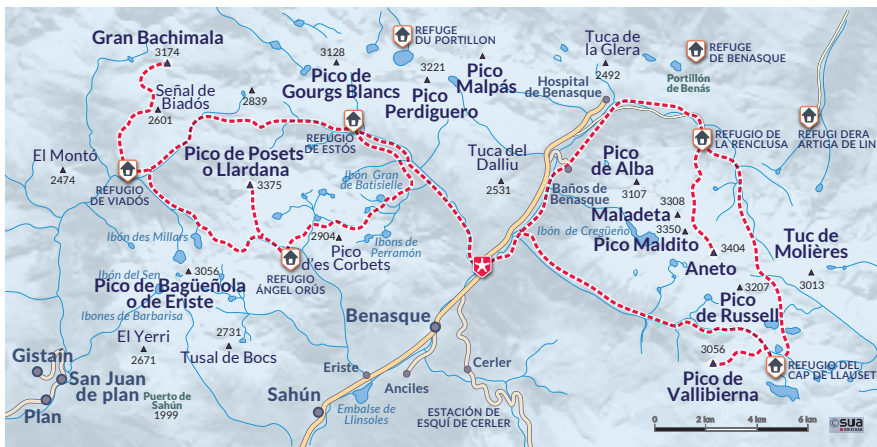 Gran Bachimala
3174
Señal de
Biadós
2601
2839
3128
Pico de
Gourgs Blancs
REFUGE
DU PORTILLON
3221
Pico
Perdiguero
Pico
Malpás
Tuca de
la Glera
2492
Hospital
de Benasque
REFUGE
DE BENASQUE
Portillón
de Benás
REFUGIO DE
LA RENCLUSA
REFUGI DERA
ARTIGA DE LIN
El Montó
2474
REFUGIO
DE VIADÓS
REFUGIO
DE ESTÓS
Pico de Posets
o Llardana
3375
Ibón Gran
de Batisielle
Tuca del
Dalliu
2531
Baños de
Benasque
Pico
de Alba
3107
3308
Maladeta
3350
Pico Maldito
Ibón de Cregüeño
3404
Aneto
Tuc de
Molières
3013
3207
Pico
de Russell
Ibón des Millars
2904
Pico
d'es Corbets
Ibons de
Perramón
REFUGIO
ÁNGEL ORÚS
Ibón del Sen
3056
Pico de Bagüeñola
o de Eriste
Ibones de Barbarisa
El Yerri
2671
2731
Tusal de Bocs
Benasque
Eriste
Anciles
Cerler
Sahún
Embalse de
Llinsoles
ESTACIÓN DE
ESQUÍ DE CERLER
Gistaín
San Juan
de plan
Plan
Puerto de
Sahún
1999
3056
Pico de
Vallibierna
REFUGIO DEL
CAP DE LLAUSET
0 2 km 4 km 6 km
©sua